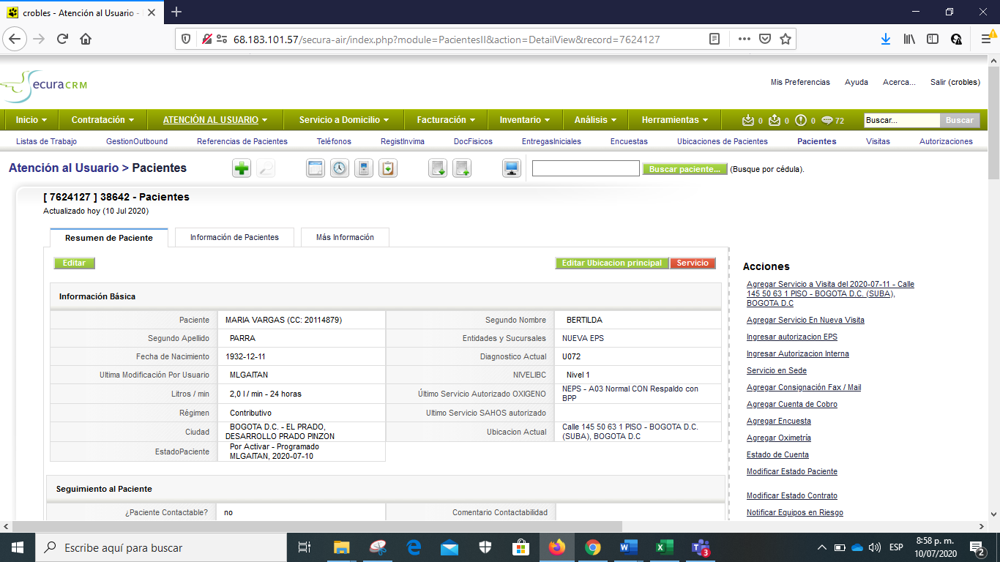 crobles - Atención al Usuario -
68.183.101.57/secura-air/index.php?module=PacientesII&action=DetailView&record=7624127
ecura CRM
Mis Preferencias Ayuda Acerca... Salir (crobles)
Inicio Contratación ATENCIÓN AL USUARIO Servicio a Domicilio Facturación Inventario Análisis Herramientas 0 0 0 72 Buscar... Buscar
Listas de Trabajo GestionOutbound Referencias de Pacientes Teléfonos RegistInvima DocFisicos EntregasIniciales Encuestas Ubicaciones de Pacientes Pacientes Visitas Autorizaciones
Atención al Usuario > Pacientes Buscar paciente... (Busque por cédula).
[ 7624127 ] 38642 - Pacientes
Actualizado hoy (10 Jul 2020)
Resumen de Paciente Información de Pacientes Más Información
Editar Editar Ubicacion principal Servicio
Información Básica
Paciente MARIA VARGAS (CC: 20114879) Segundo Nombre BERTILDA
Segundo Apellido PARRA Entidades y Sucursales NUEVA EPS
Fecha de Nacimiento 1932-12-11 Diagnostico Actual U072
Ultima Modificación Por Usuario MLGAITAN NIVELIBC Nivel 1
Litros / min 2,0 l / min - 24 horas Último Servicio Autorizado OXIGENO NEPS - A03 Normal CON Respaldo con
BPP
Régimen Contributivo Ultimo Servicio SAHOS autorizado
Ciudad BOGOTA D.C. - EL PRADO,
DESARROLLO PRADO PINZON
Ubicacion Actual Calle 145 50 63 1 PISO - BOGOTA D.C.
(SUBA), BOGOTA D.C
EstadoPaciente Por Activar - Programado
MLGAITAN, 2020-07-10
Seguimiento al Paciente
¿Paciente Contactable? no Comentario Contactabilidad
Acciones
Agregar Servicio a Visita del 2020-07-11 - Calle
145 50 63 1 PISO - BOGOTA D.C. (SUBA),
BOGOTA D.C
Agregar Servicio En Nueva Visita
Ingresar autorizacion EPS
Ingresar Autorizacion Interna
Servicio en Sede
Agregar Consignación Fax / Mail
Agregar Cuenta de Cobro
Agregar Encuesta
Agregar Oximetría
Estado de Cuenta
Modificar Estado Paciente
Modificar Estado Contrato
Notificar Equipos en Riesgo
Escribe aquí para buscar
3
ESP
8:58 p. m.
10/07/2020
2